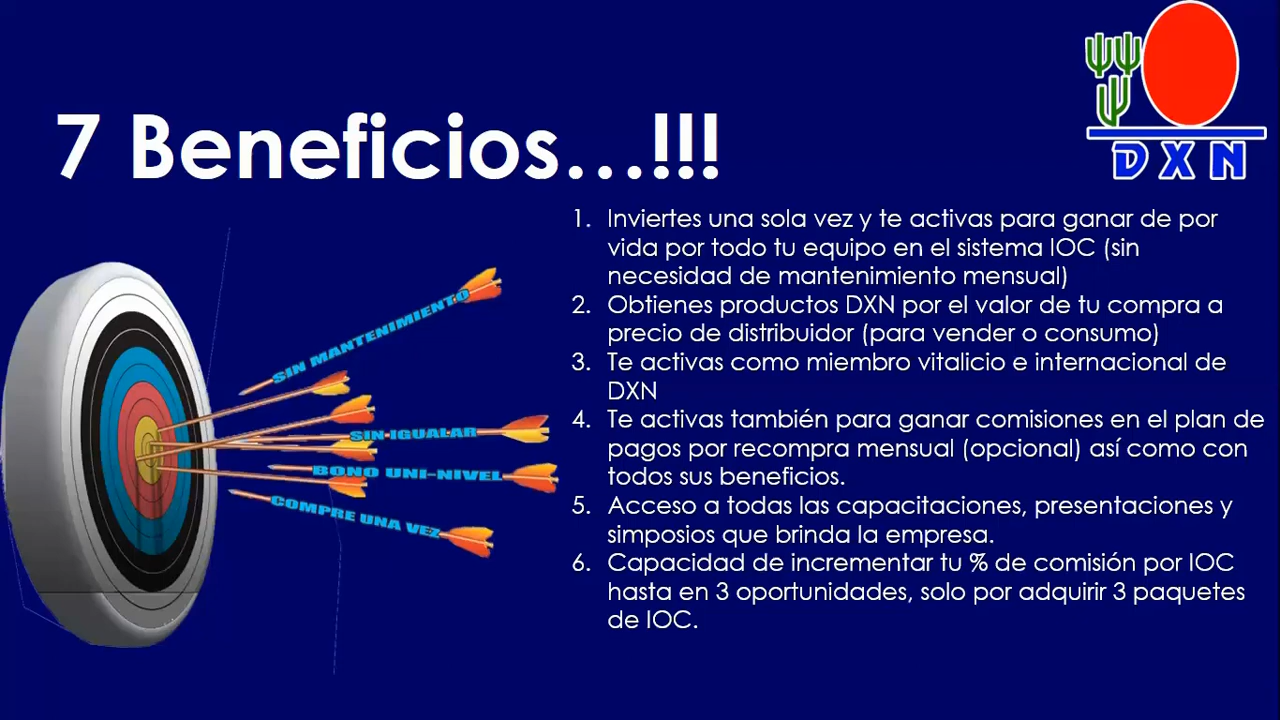 7 Beneficios...!!!
DXN
1. Inviertes una sola vez y te activas para ganar de por
vida por todo tu equipo en el sistema IOC (sin
necesidad de mantenimiento mensual)
2. Obtienes productos DXN por el valor de tu compra a
precio de distribuidor (para vender o consumo)
3. Te activas como miembro vitalicio e internacional de
DXN
4. Te activas también para ganar comisiones en el plan de
pagos por recompra mensual (opcional) así como con
todos sus beneficios.
5. Acceso a todas las capacitaciones, presentaciones y
simposios que brinda la empresa.
6. Capacidad de incrementar tu % de comisión por IOC
hasta en 3 oportunidades, solo por adquirir 3 paquetes
de IOC.
SIN MANTENIMIENTO
SIN IGUALAR
BONO UNI-NIVEL
COMPRE UNA VEZ